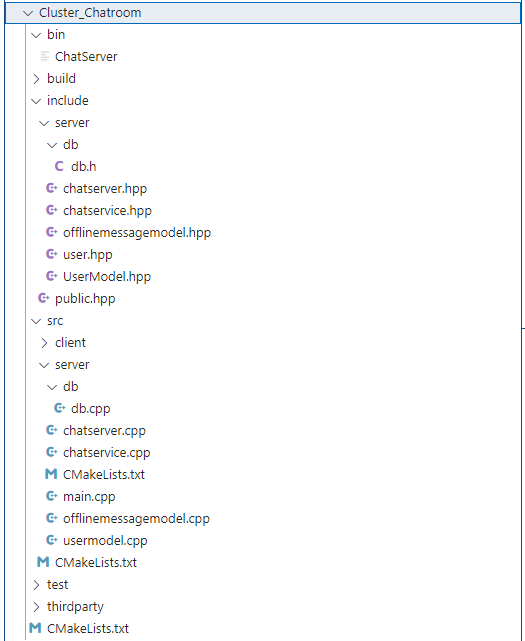 Cluster_Chatroom
bin
ChatServer
build
include
server
db
C db.h
C+ chatserver.hpp
C+ chatservice.hpp
C+ offlinemessagemodel.hpp
C+ user.hpp
C+ UserModel.hpp
C+ public.hpp
src
client
server
db
C+ db.cpp
C+ chatserver.cpp
C+ chatservice.cpp
M CMakeLists.txt
C+ main.cpp
C+ offlinemessagemodel.cpp
C+ usermodel.cpp
M CMakeLists.txt
test
thirdparty
M CMakeLists.txt